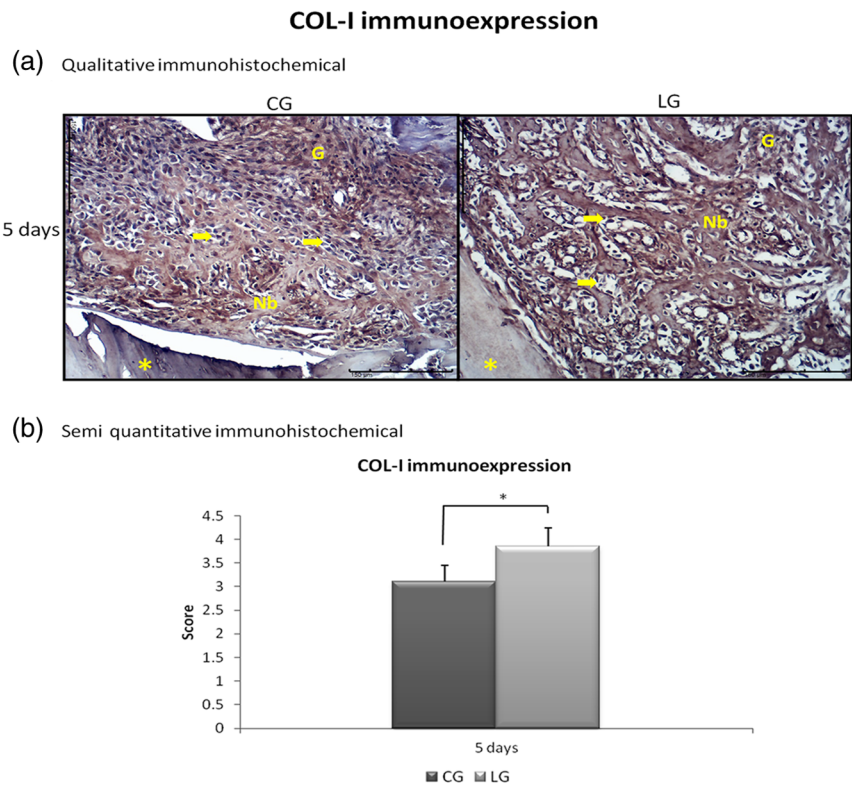 COL-I immunoexpression
(a) Qualitative immunohistochemical
CG LG
5 days
G
Nb
*
G
Nb
*
(b) Semi quantitative immunohistochemical
COL-I immunoexpression
*
4.5
4
3.5
3
2.5
2
1.5
1
0.5
0
Score
5 days
CG LG